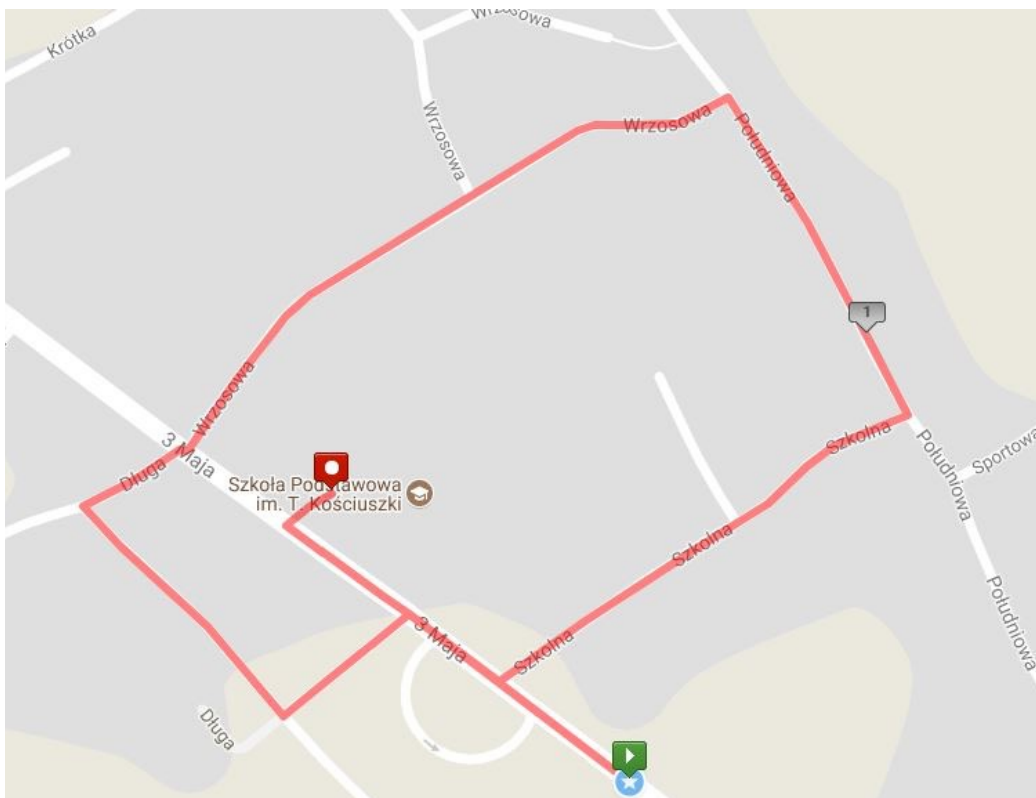 Wrzosowa
Krótka
Wrzosowa
Wrzosowa
Południowa
1
Wrzosowa
3 Maja
Długa
Szkoła Podstawowa
im. T. Kościuszki
Szkolna
Południowa
Sportowa
Szkolna
3 Maja
Szkolna
Południowa
Długa